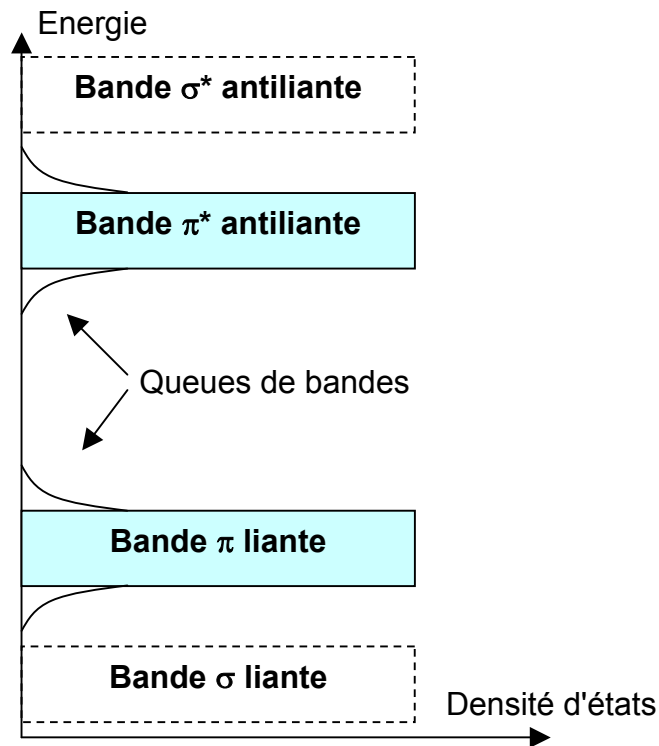 Energie
Bande σ* antiliante
Bande π* antiliante
Queues de bandes
Bande π liante
Bande σ liante
Densité d'états